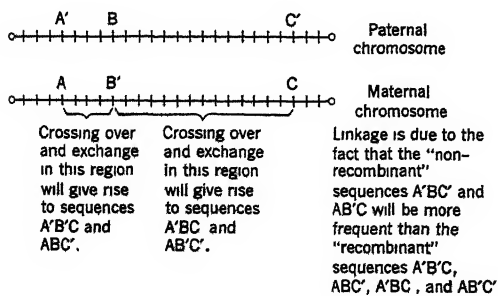 A' B C'
Paternal
chromosome
A B' C
Maternal
chromosome
Crossing over
and exchange
in this region
will give rise
to sequences
A'B'C and
ABC'.
Crossing over
and exchange
in this region
will give rise
to sequences
A'BC and
AB'C'.
Linkage is due to the
fact that the "non-
recombinant"
sequences A'BC' and
AB'C will be more
frequent than the
"recombinant"
sequences A'B'C,
ABC', A'BC, and AB'C'